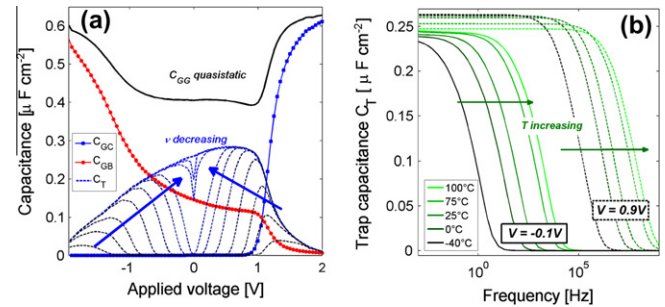 (a)
C_GG quasistatic
ν decreasing
C_GC
C_GB
C_T
Capacitance [μ F cm⁻²]
0.6
0.5
0.4
0.3
0.2
0.1
0
-1
0
1
2
Applied voltage [V]
(b)
T increasing
100°C
75°C
25°C
0°C
-40°C
V = -0.1V
V = 0.9V
Trap capacitance C_T [ μ F cm⁻²]
0.25
0.2
0.15
0.1
0.05
0
10⁰
10⁵
Frequency [Hz]